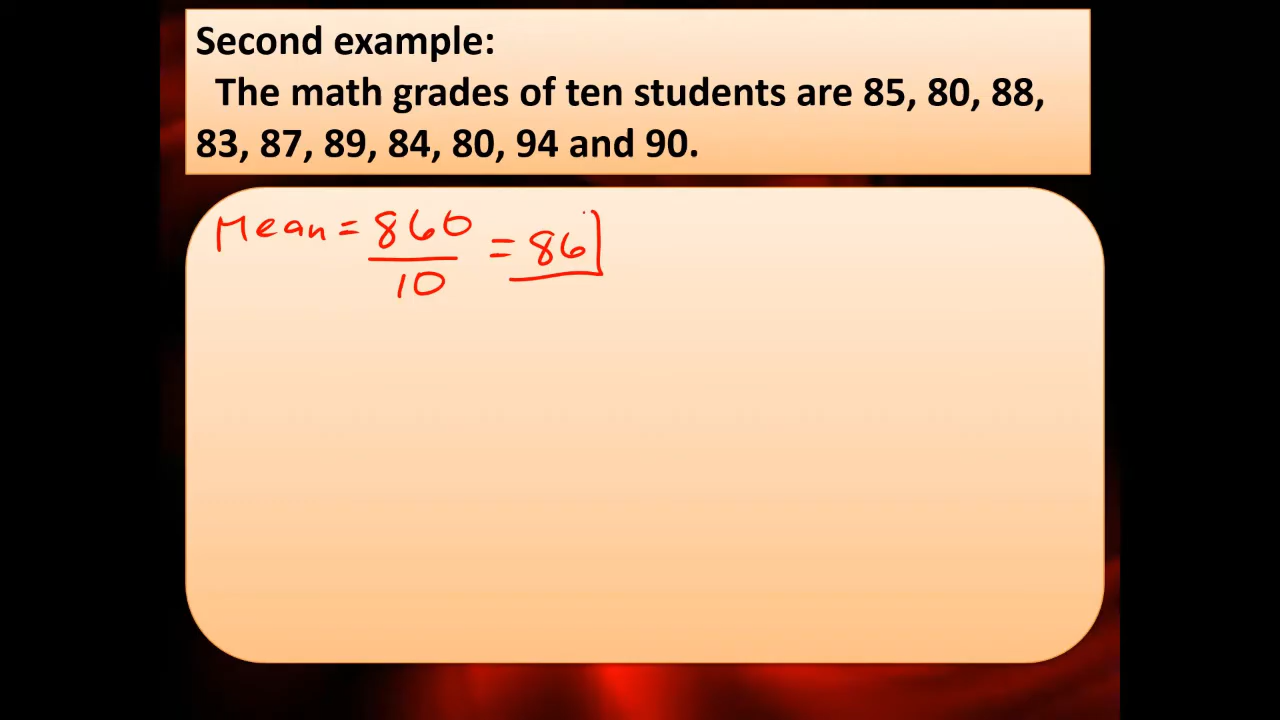 Second example:
The math grades of ten students are 85, 80, 88,
83, 87, 89, 84, 80, 94 and 90.
Mean = 860
10
= 86